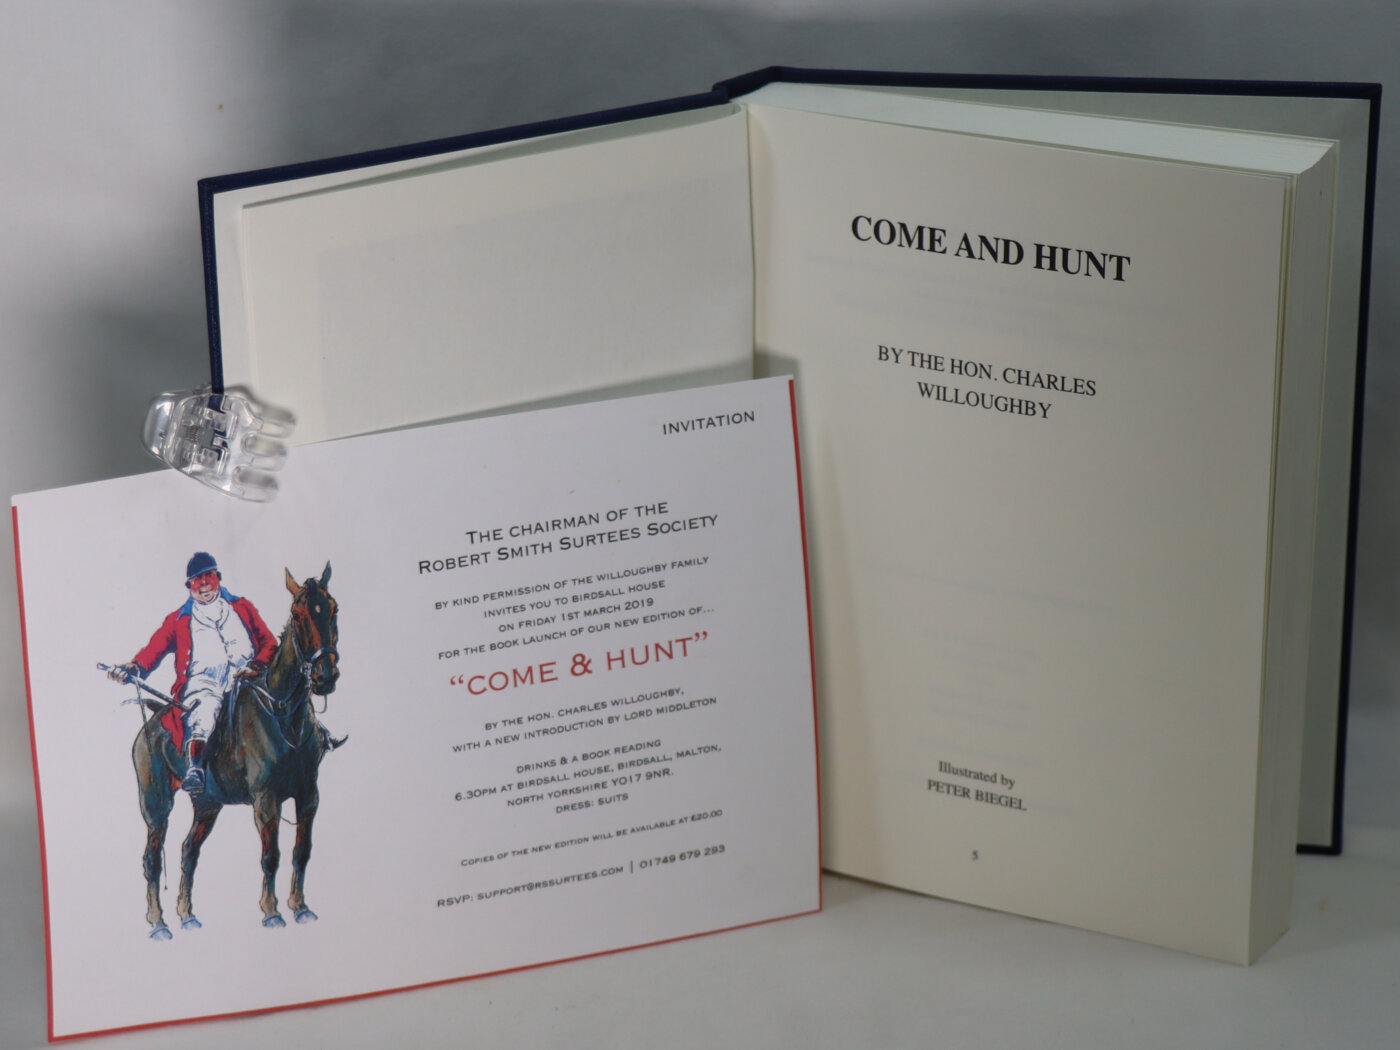 COME AND HUNT
BY THE HON. CHARLES
WILLOUGHBY
Illustrated by
PETER BIEGEL
5
INVITATION
THE CHAIRMAN OF THE
ROBERT SMITH SURTEES SOCIETY
BY KIND PERMISSION OF THE WILLOUGHBY FAMILY
INVITES YOU TO BIRDSALL HOUSE
ON FRIDAY 1ST MARCH 2019
FOR THE BOOK LAUNCH OF OUR NEW EDITION OF...
“COME & HUNT”
BY THE HON. CHARLES WILLOUGHBY,
WITH A NEW INTRODUCTION BY LORD MIDDLETON
DRINKS & A BOOK READING
6.30PM AT BIRDSALL HOUSE, BIRDSALL, MALTON,
NORTH YORKSHIRE YO17 9NR.
DRESS: SUITS
COPIES OF THE NEW EDITION WILL BE AVAILABLE AT £20.00
RSVP: SUPPORT@RSSURTEES.COM | 01749 679 293